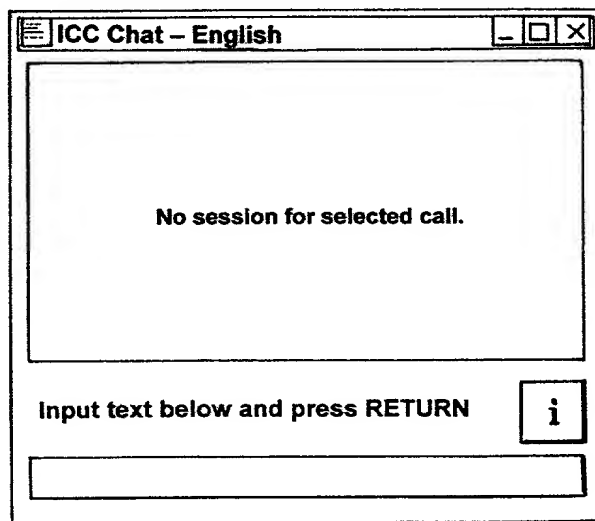 ICC Chat – English
No session for selected call.
Input text below and press RETURN
i